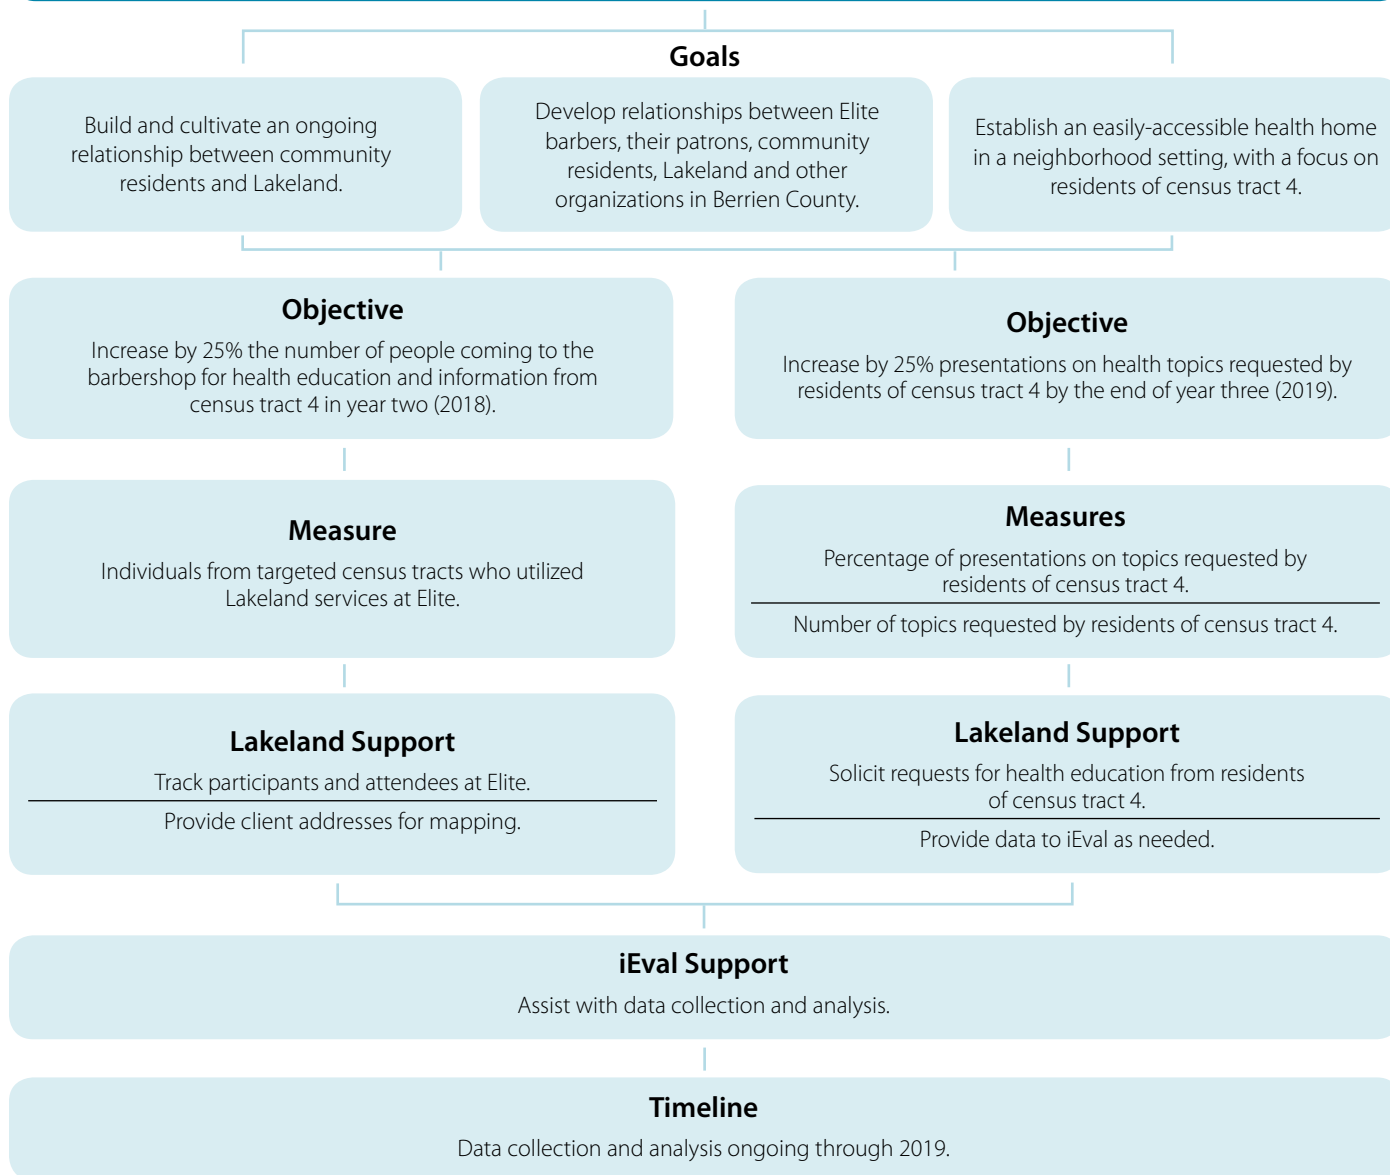 Goals
Build and cultivate an ongoing
relationship between community
residents and Lakeland.
Develop relationships between Elite
barbers, their patrons, community
residents, Lakeland and other
organizations in Berrien County.
Establish an easily-accessible health home
in a neighborhood setting, with a focus on
residents of census tract 4.
Objective
Increase by 25% the number of people coming to the
barbershop for health education and information from
census tract 4 in year two (2018).
Objective
Increase by 25% presentations on health topics requested by
residents of census tract 4 by the end of year three (2019).
Measure
Individuals from targeted census tracts who utilized
Lakeland services at Elite.
Measures
Percentage of presentations on topics requested by
residents of census tract 4.
Number of topics requested by residents of census tract 4.
Lakeland Support
Track participants and attendees at Elite.
Provide client addresses for mapping.
Lakeland Support
Solicit requests for health education from residents
of census tract 4.
Provide data to iEval as needed.
iEval Support
Assist with data collection and analysis.
Timeline
Data collection and analysis ongoing through 2019.